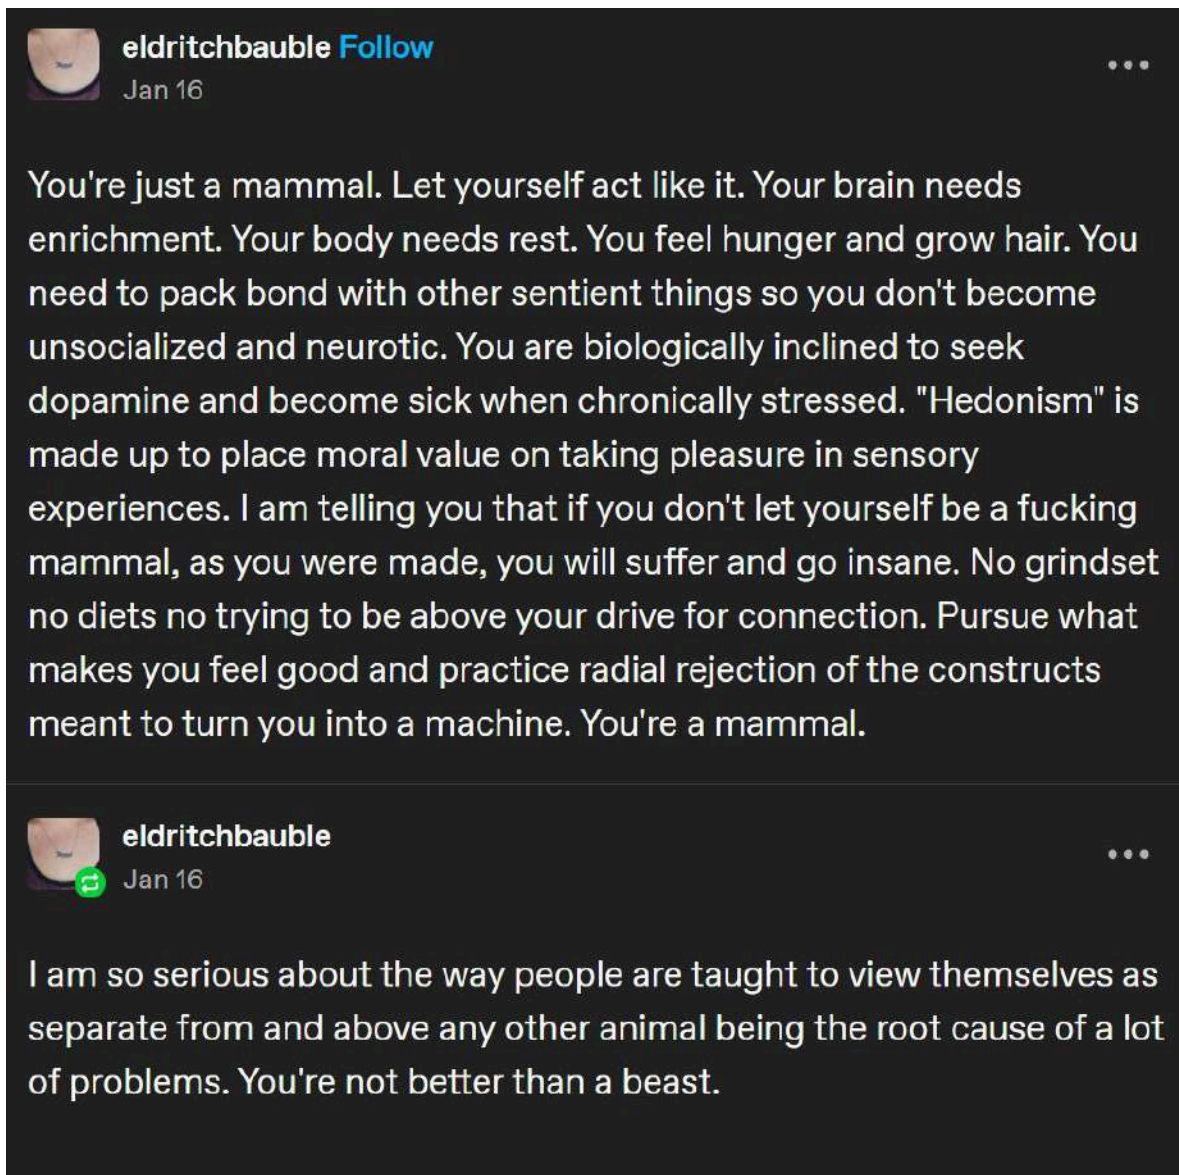 eldritchbauble Follow
Jan 16
You're just a mammal. Let yourself act like it. Your brain needs
enrichment. Your body needs rest. You feel hunger and grow hair. You
need to pack bond with other sentient things so you don't become
unsocialized and neurotic. You are biologically inclined to seek
dopamine and become sick when chronically stressed. "Hedonism" is
made up to place moral value on taking pleasure in sensory
experiences. I am telling you that if you don't let yourself be a fucking
mammal, as you were made, you will suffer and go insane. No grindset
no diets no trying to be above your drive for connection. Pursue what
makes you feel good and practice radial rejection of the constructs
meant to turn you into a machine. You're a mammal.
eldritchbauble
Jan 16
I am so serious about the way people are taught to view themselves as
separate from and above any other animal being the root cause of a lot
of problems. You're not better than a beast.